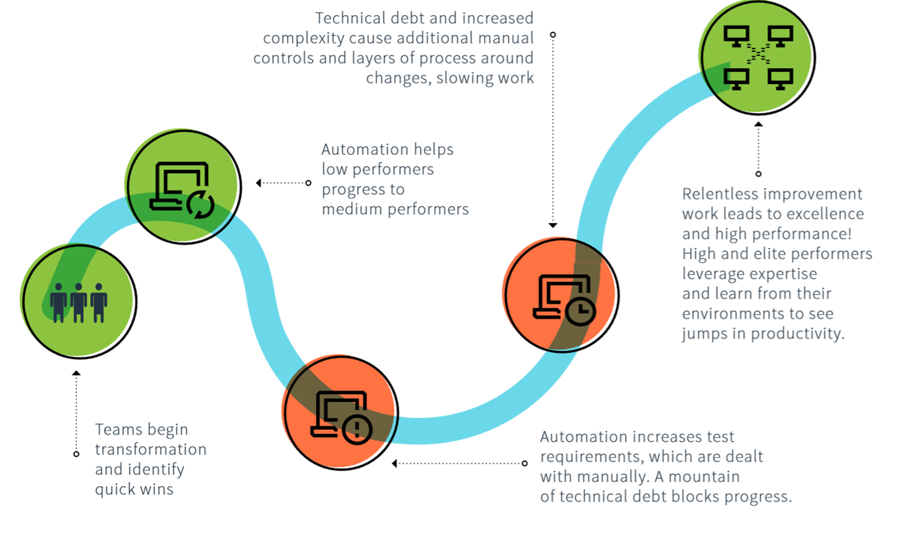 Technical debt and increased
complexity cause additional manual
controls and layers of process around
changes, slowing work
Automation helps
low performers
progress to
medium performers
Relentless improvement
work leads to excellence
and high performance!
High and elite performers
leverage expertise
and learn from their
environments to see
jumps in productivity.
Teams begin
transformation
and identify
quick wins
Automation increases test
requirements, which are dealt
with manually. A mountain
of technical debt blocks progress.